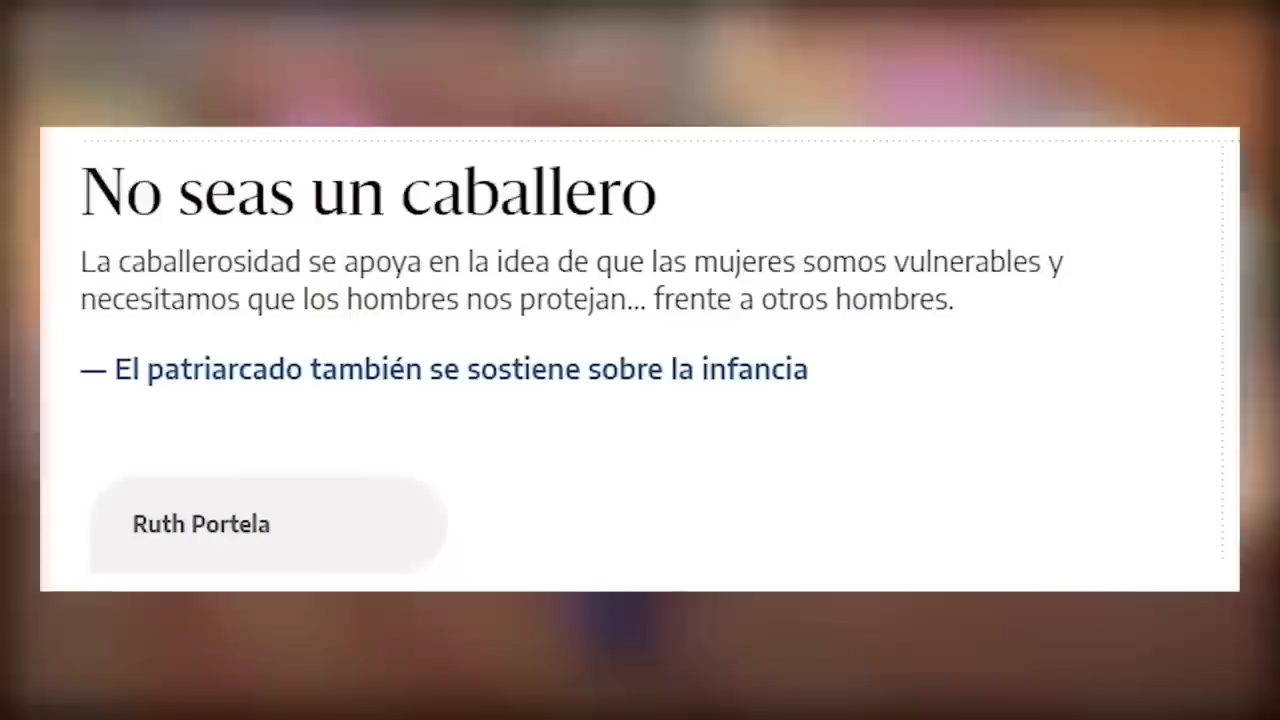 No seas un caballero
La caballerosidad se apoya en la idea de que las mujeres somos vulnerables y
necesitamos que los hombres nos protejan... frente a otros hombres.
— El patriarcado también se sostiene sobre la infancia
Ruth Portela